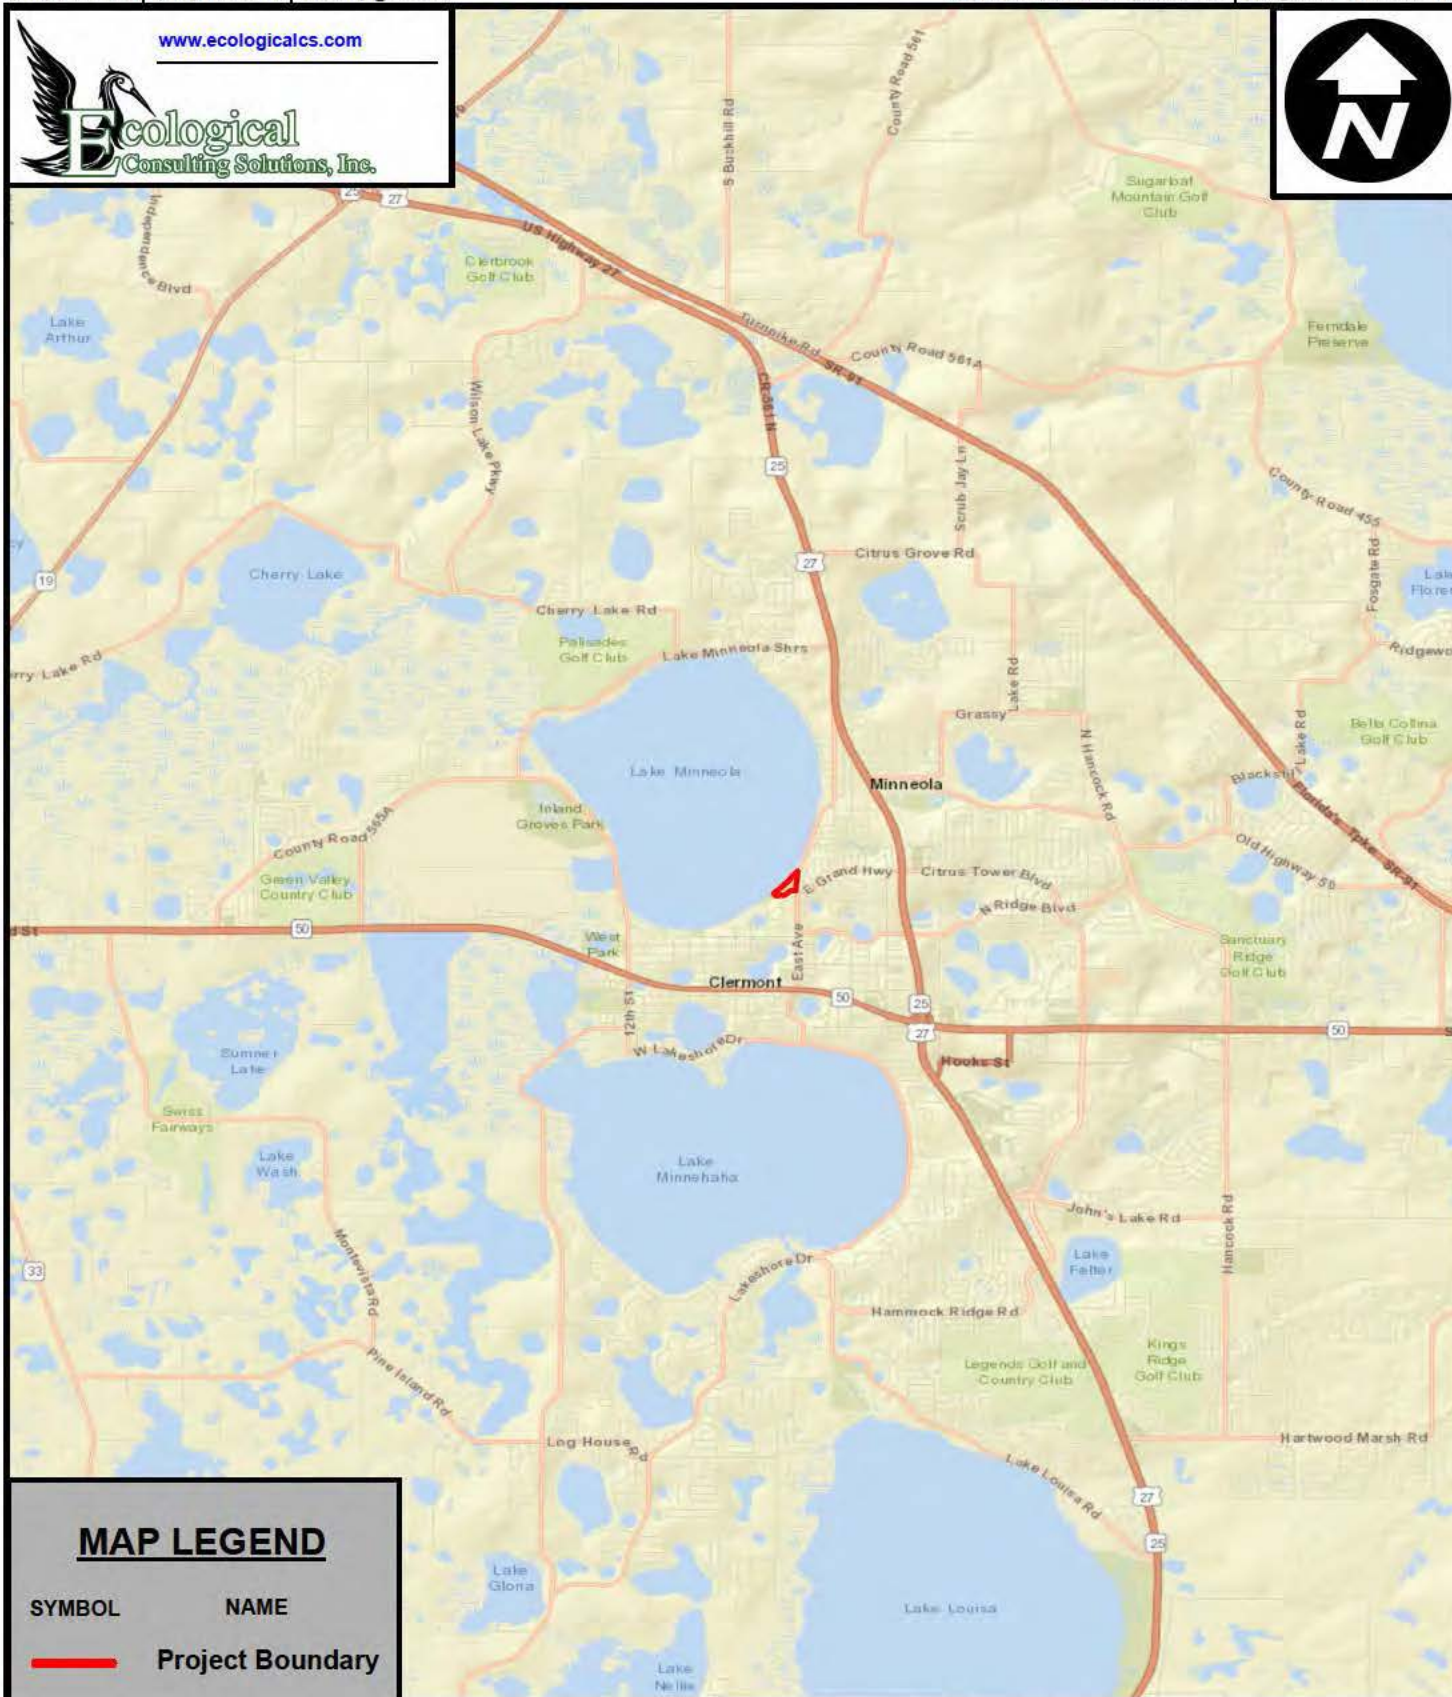 www.ecologicalcs.com
Ecological
Consulting Solutions, Inc.
N
County Road 561
S Buckhill Rd
Sugarloaf
Mountain Golf
Club
25
27
Independence Blvd
US Highway 27
Clerbrook
Golf Club
Lake
Arthur
Turnpike Rd SR-91
Ferndale
Preserve
County Road 561A
CR-561 N
Wilson Lake Pkwy
25
Scrub Jay Ln
County Road 455
27
Citrus Grove Rd
Fosgate Rd
Cherry Lake
19
Cherry Lake Rd
Palisades
Golf Club
Lake Minneola Shrs
rry Lake Rd
Ridgewo
Lake Rd
Grassy
N Hancock Rd
Lake Rd
Bella Collina
Golf Club
Lake Minneola
Minneola
Blackstil
Florida's Tpke SR-91
Inland
Groves Park
County Road 565A
Old Highway 50
Green Valley
Country Club
E Grand Hwy
Citrus Tower Blvd
N Ridge Blvd
d St
50
West
Park
East Ave
Sanctuary
Ridge
Golf Club
Clermont
50
25
27
50
12th St
W Lakeshore Dr
Hooks St
Sumner
Lake
Swiss
Fairways
Lake
Wash
Lake
Minnehaha
John's Lake Rd
Hancock Rd
33
Montevista Rd
Lakeshore Dr
Lake
Felter
Hammock Ridge Rd
Pine Island Rd
Legends Golf and
Country Club
Kings
Ridge
Golf Club
Log House Rd
Hartwood Marsh Rd
Lake Louisa Rd
27
25
Lake
Gloria
Lake Louisa
Lake
Nellie
MAP LEGEND
SYMBOL NAME
Project Boundary